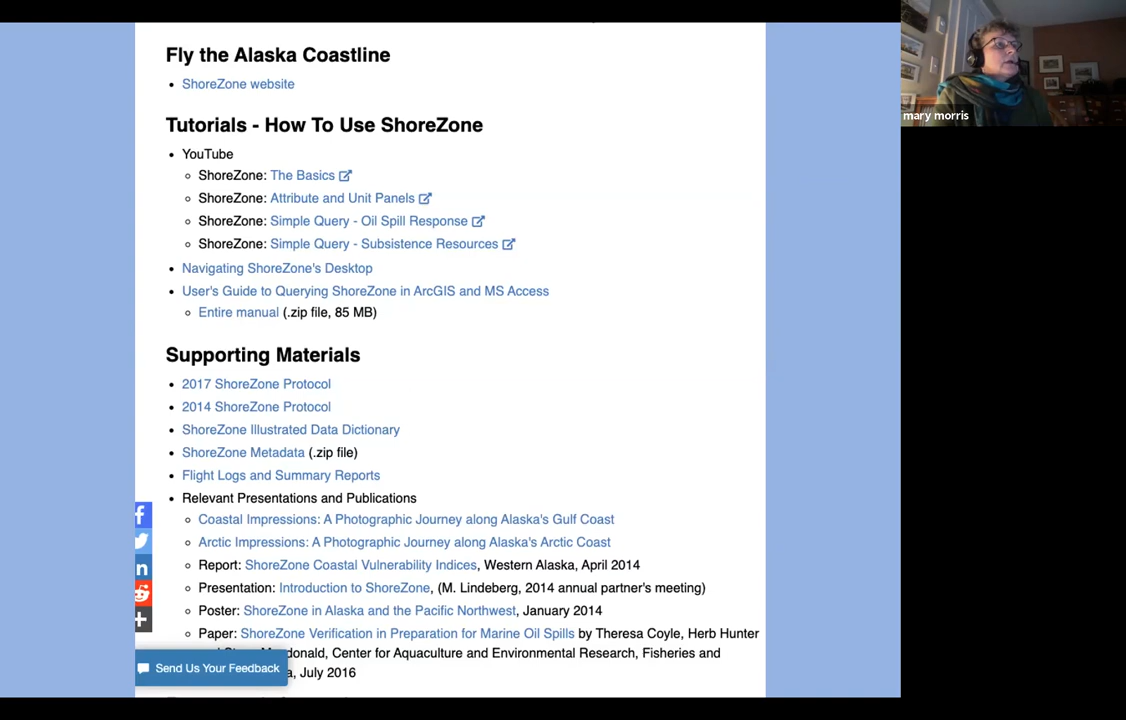 Fly the Alaska Coastline
ShoreZone website
Tutorials - How To Use ShoreZone
YouTube
ShoreZone: The Basics
ShoreZone: Attribute and Unit Panels
ShoreZone: Simple Query - Oil Spill Response
ShoreZone: Simple Query - Subsistence Resources
Navigating ShoreZone's Desktop
User's Guide to Querying ShoreZone in ArcGIS and MS Access
Entire manual (.zip file, 85 MB)
Supporting Materials
2017 ShoreZone Protocol
2014 ShoreZone Protocol
ShoreZone Illustrated Data Dictionary
ShoreZone Metadata (.zip file)
Flight Logs and Summary Reports
Relevant Presentations and Publications
Coastal Impressions: A Photographic Journey along Alaska's Gulf Coast
Arctic Impressions: A Photographic Journey along Alaska's Arctic Coast
Report: ShoreZone Coastal Vulnerability Indices, Western Alaska, April 2014
Presentation: Introduction to ShoreZone, (M. Lindeberg, 2014 annual partner's meeting)
Poster: ShoreZone in Alaska and the Pacific Northwest, January 2014
Paper: ShoreZone Verification in Preparation for Marine Oil Spills by Theresa Coyle, Herb Hunter
donald, Center for Aquaculture and Environmental Research, Fisheries and
a, July 2016
Send Us Your Feedback
mary morris